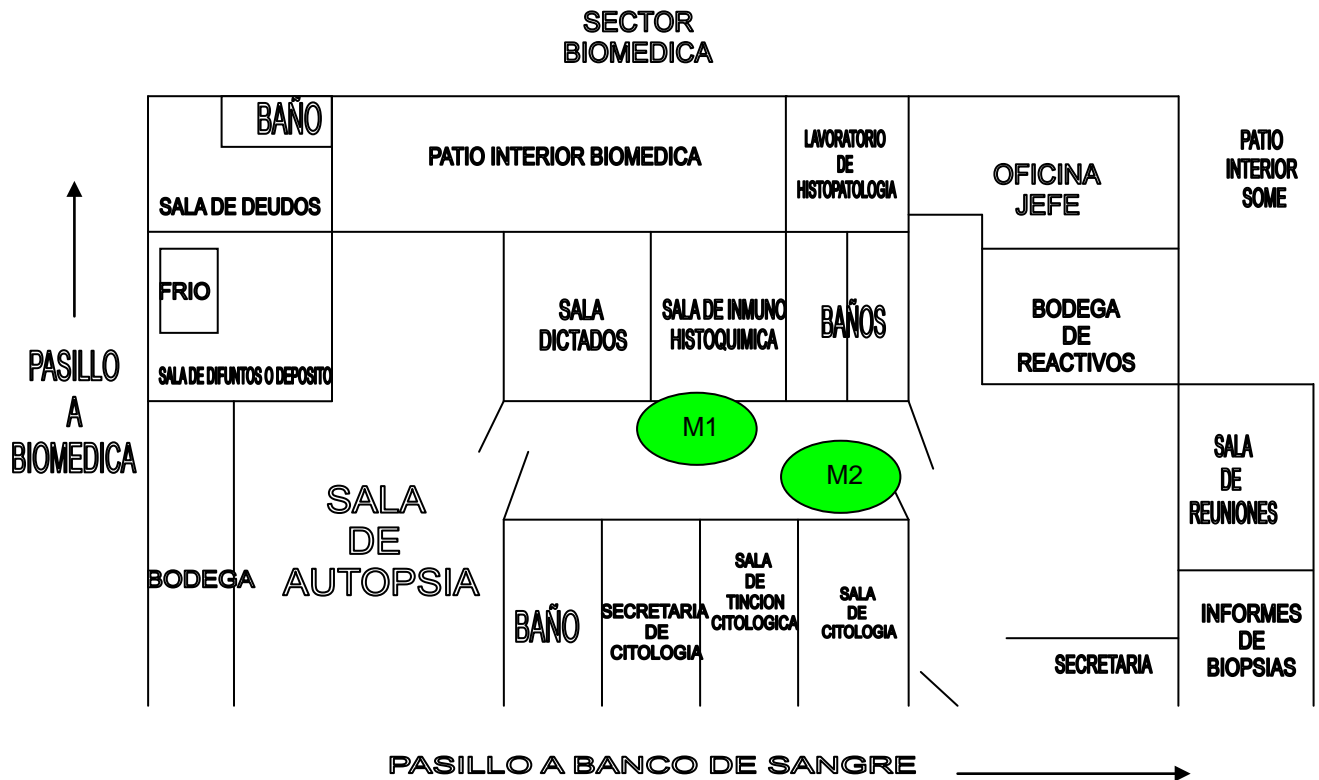 SECTOR
BIOMEDICA
BAÑO
SALA DE DEUDOS
PATIO INTERIOR BIOMEDICA
LAVORATORIO
DE
HISTOPATOLOGIA
OFICINA
JEFE
PATIO
INTERIOR
SOME
FRIO
SALA DE DIFUNTOS O DEPOSITO
SALA
DICTADOS
SALA DE INMUNO
HISTOQUIMICA
BAÑOS
BODEGA
DE
REACTIVOS
PASILLO
A
BIOMEDICA
M1
M2
SALA
DE
REUNIONES
BODEGA
SALA
DE
AUTOPSIA
BAÑO
SECRETARIA
DE
CITOLOGIA
SALA
DE
TINCION
CITOLOGICA
SALA
DE
CITOLOGIA
SECRETARIA
INFORMES
DE
BIOPSIAS
PASILLO A BANCO DE SANGRE